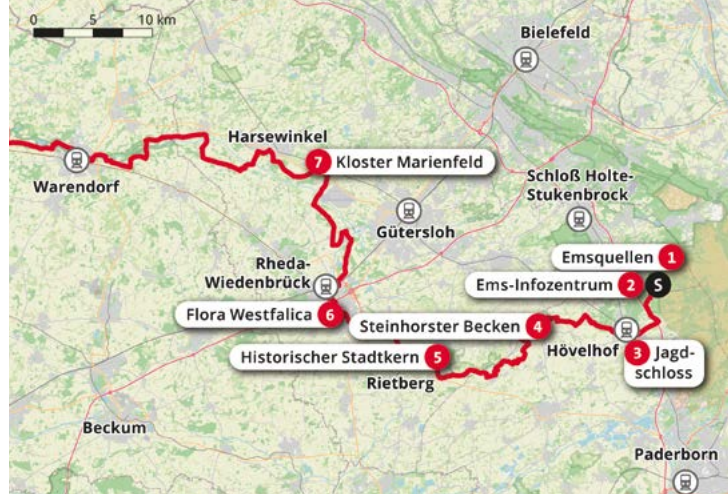 0 5 10 km
Bielefeld
Harsewinkel
7 Kloster Marienfeld
Warendorf
Schloß Holte-
Stukenbrock
Gütersloh
Emsquellen 1
Rheda-
Wiedenbrück
Ems-Infozentrum 2 S
Flora Westfalica 6
Steinhorster Becken 4
Hövelhof
Historischer Stadtkern 5
3 Jagd-
schloss
Rietberg
Beckum
Paderborn